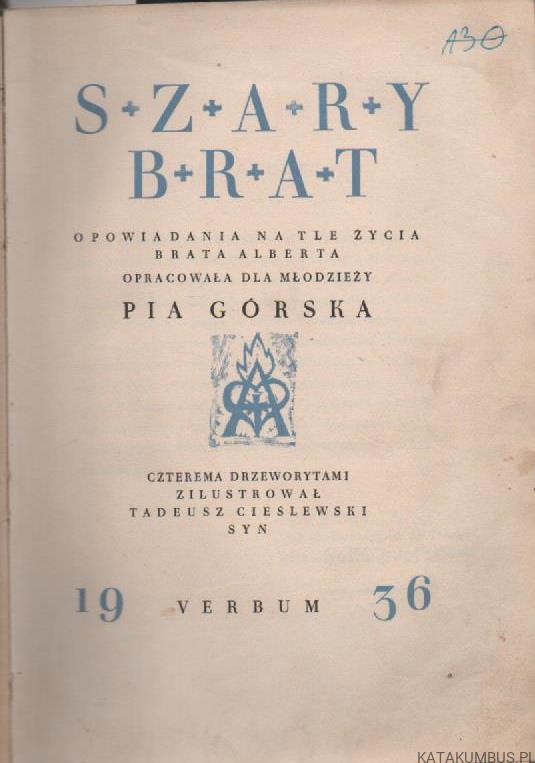 A30
S+Z+A+R+Y
B+R+A+T
OPOWIADANIA NA TLE ŻYCIA
BRATA ALBERTA
OPRACOWAŁA DLA MŁODZIEŻY
PIA GÓRSKA
CZTEREMA DRZEWORYTAMI
ZILUSTROWAŁ
TADEUSZ CIEŚLEWSKI
SYN
19 VERBUM 36
KATAKUMBUS.PL